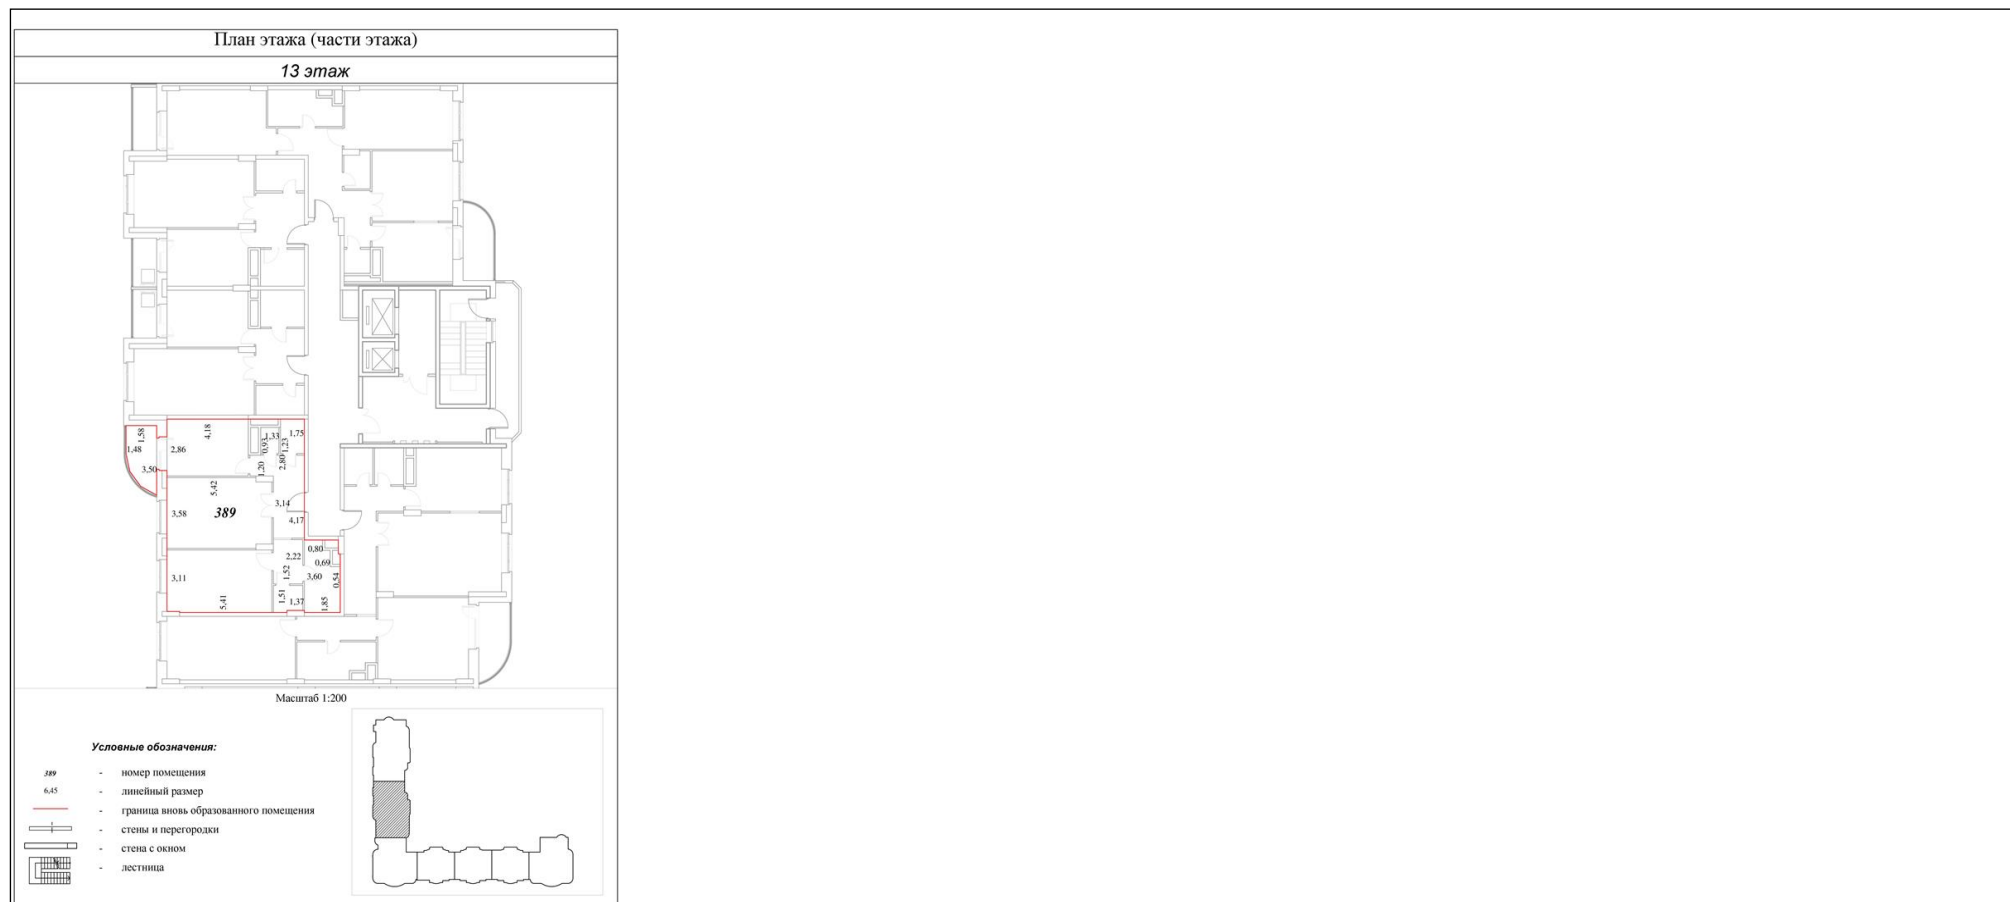 План этажа (части этажа)
13 этаж
4,18
1,58
1,48
3,50
2,86
0,93
1,33
1,23
1,75
1,20
2,80
5,42
3,58
389
3,14
4,17
0,80
2,22
0,69
1,52
3,60
0,54
3,11
5,41
1,51
1,37
1,85
Масштаб 1:200
Условные обозначения:
389 - номер помещения
6,45 - линейный размер
- граница вновь образованного помещения
- стены и перегородки
- стена с окном
- лестница